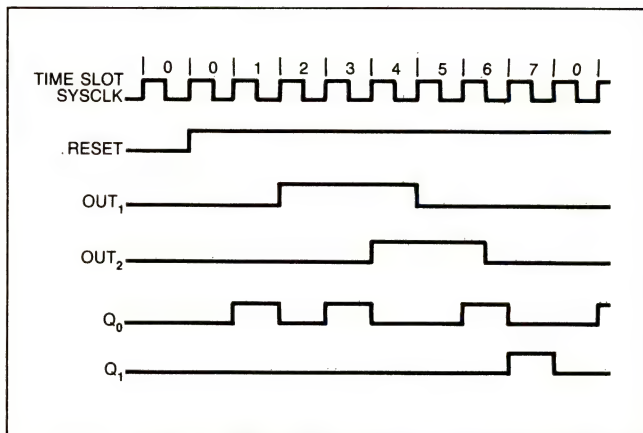 0 0 1 2 3 4 5 6 7 0
TIME SLOT
SYSCLK
RESET
OUT1
OUT2
Q0
Q1